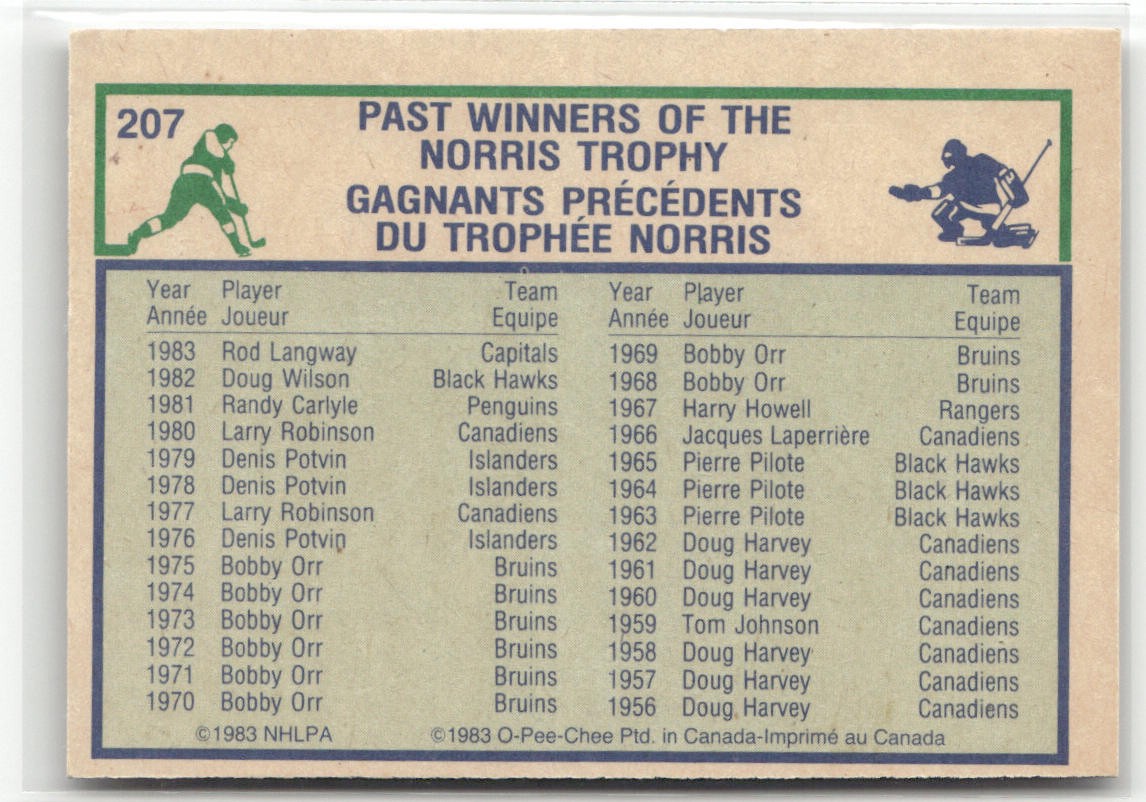 207
PAST WINNERS OF THE
NORRIS TROPHY
GAGNANTS PRÉCÉDENTS
DU TROPHÉE NORRIS
Year Player Team Year Player Team
Année Joueur Equipe Année Joueur Equipe
1983 Rod Langway Capitals 1969 Bobby Orr Bruins
1982 Doug Wilson Black Hawks 1968 Bobby Orr Bruins
1981 Randy Carlyle Penguins 1967 Harry Howell Rangers
1980 Larry Robinson Canadiens 1966 Jacques Laperrière Canadiens
1979 Denis Potvin Islanders 1965 Pierre Pilote Black Hawks
1978 Denis Potvin Islanders 1964 Pierre Pilote Black Hawks
1977 Larry Robinson Canadiens 1963 Pierre Pilote Black Hawks
1976 Denis Potvin Islanders 1962 Doug Harvey Canadiens
1975 Bobby Orr Bruins 1961 Doug Harvey Canadiens
1974 Bobby Orr Bruins 1960 Doug Harvey Canadiens
1973 Bobby Orr Bruins 1959 Tom Johnson Canadiens
1972 Bobby Orr Bruins 1958 Doug Harvey Canadiens
1971 Bobby Orr Bruins 1957 Doug Harvey Canadiens
1970 Bobby Orr Bruins 1956 Doug Harvey Canadiens
©1983 NHLPA ©1983 O-Pee-Chee Ptd. in Canada-Imprimé au Canada